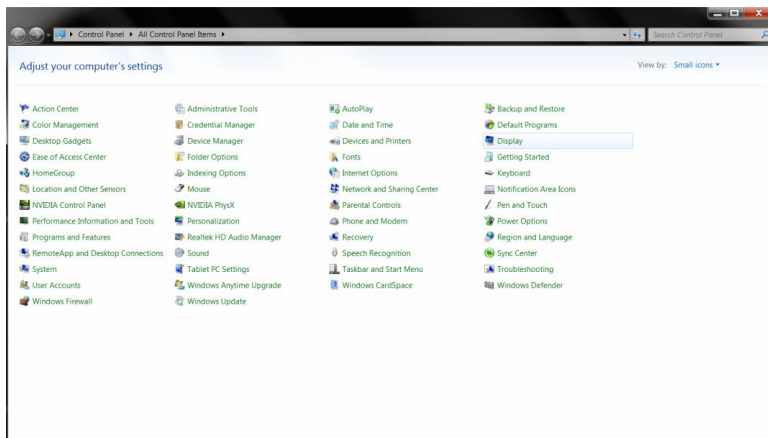 Control Panel All Control Panel Items Search Control Panel
Adjust your computer's settings View by: Small icons
Action Center Administrative Tools AutoPlay Backup and Restore
Color Management Credential Manager Date and Time Default Programs
Desktop Gadgets Device Manager Devices and Printers Display
Ease of Access Center Folder Options Fonts Getting Started
HomeGroup Indexing Options Internet Options Keyboard
Location and Other Sensors Mouse Network and Sharing Center Notification Area Icons
NVIDIA Control Panel NVIDIA PhysX Parental Controls Pen and Touch
Performance Information and Tools Personalization Phone and Modem Power Options
Programs and Features Realtek HD Audio Manager Recovery Region and Language
RemoteApp and Desktop Connections Sound Speech Recognition Sync Center
System Tablet PC Settings Taskbar and Start Menu Troubleshooting
User Accounts Windows Anytime Upgrade Windows CardSpace Windows Defender
Windows Firewall Windows Update